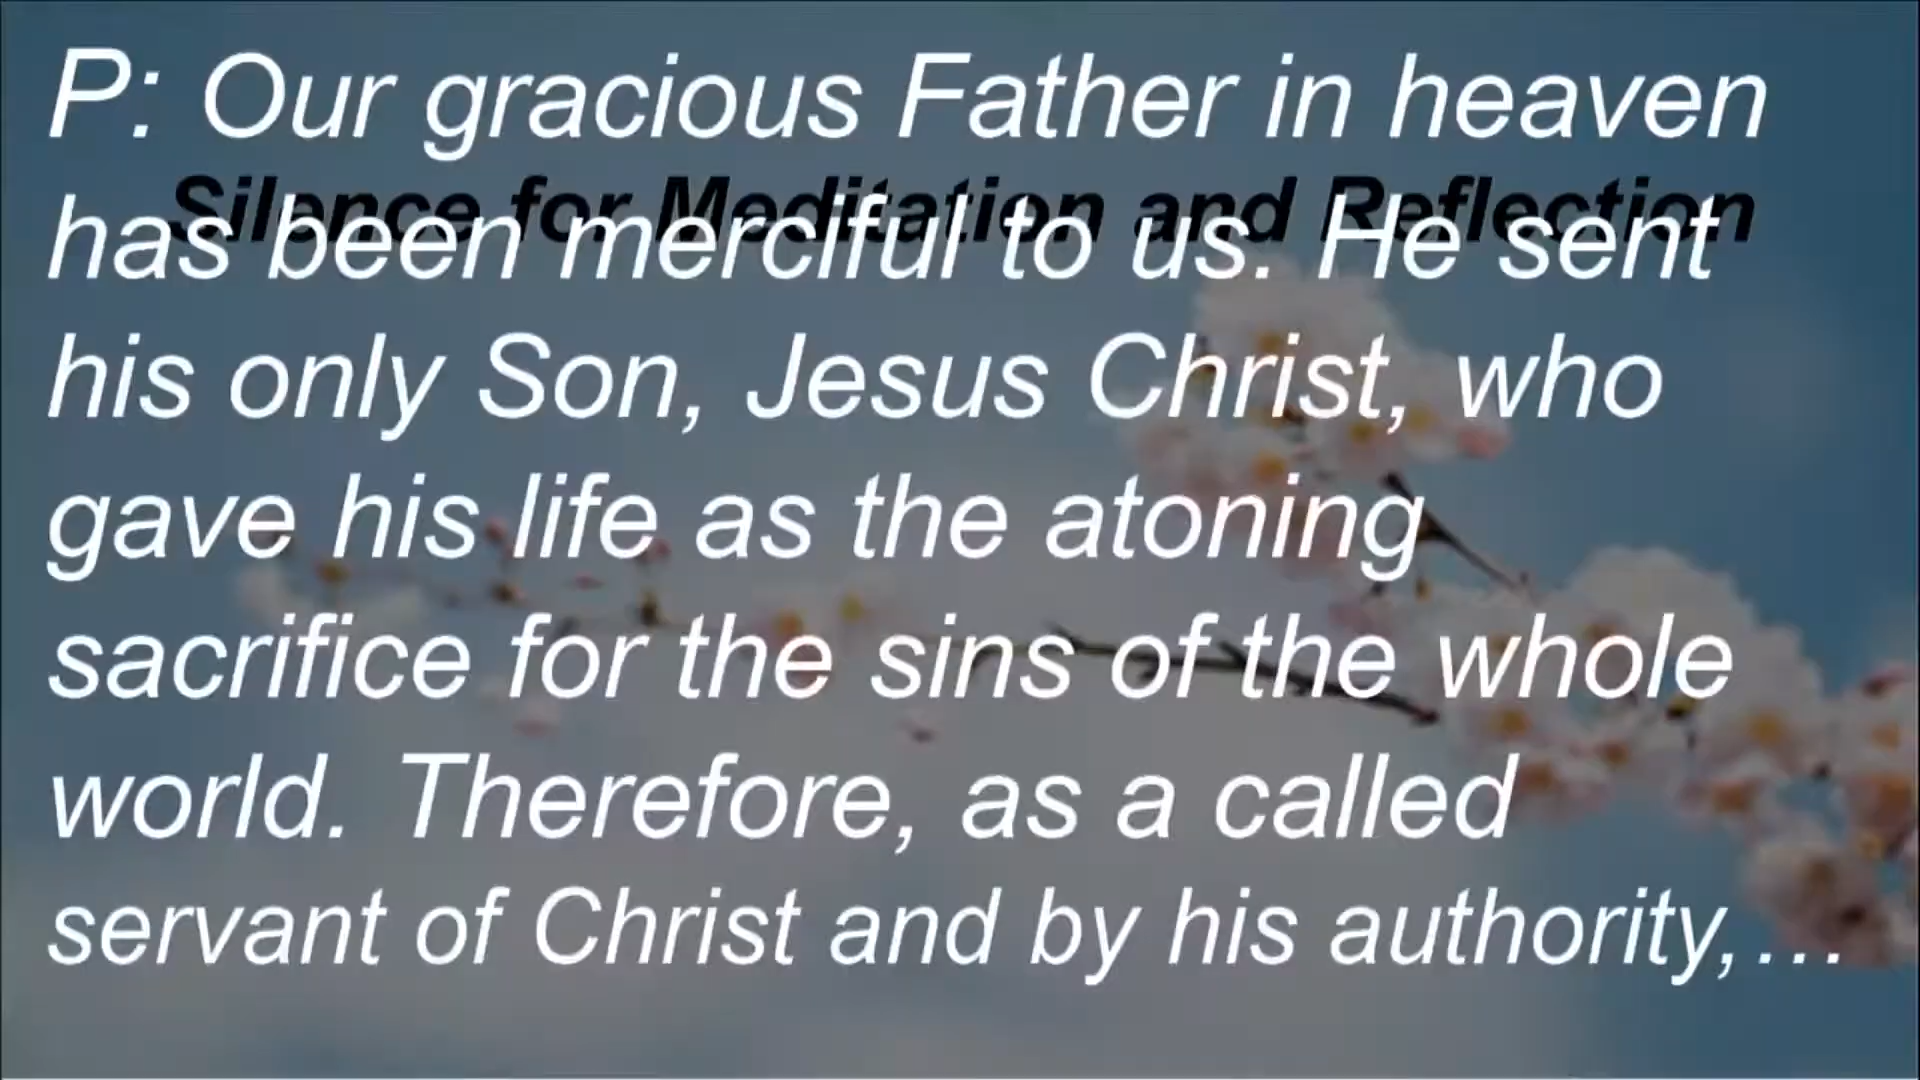 P: Our gracious Father in heaven
Silence for Meditation and Reflection
has been merciful to us. He sent
his only Son, Jesus Christ, who
gave his life as the atoning
sacrifice for the sins of the whole
world. Therefore, as a called
servant of Christ and by his authority,…